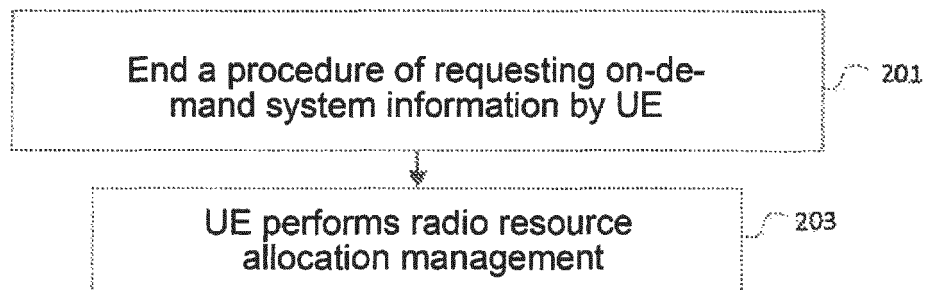 End a procedure of requesting on-de-
mand system information by UE
201
UE performs radio resource
allocation management
203